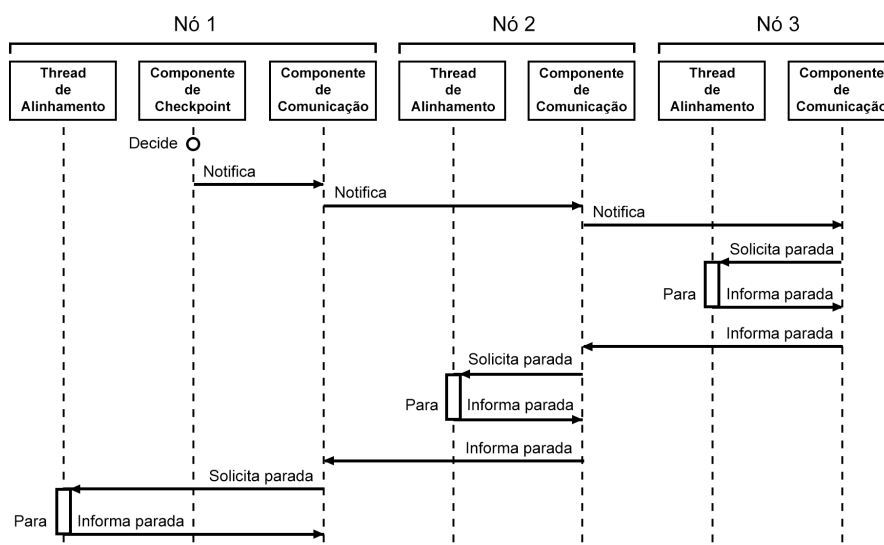 Nó 1
Nó 2
Nó 3
Thread
de
Alinhamento
Componente
de
Checkpoint
Componente
de
Comunicação
Thread
de
Alinhamento
Componente
de
Comunicação
Thread
de
Alinhamento
Componente
de
Comunicação
Decide
Notifica
Notifica
Notifica
Solicita parada
Para
Informa parada
Informa parada
Solicita parada
Para
Informa parada
Informa parada
Solicita parada
Para
Informa parada